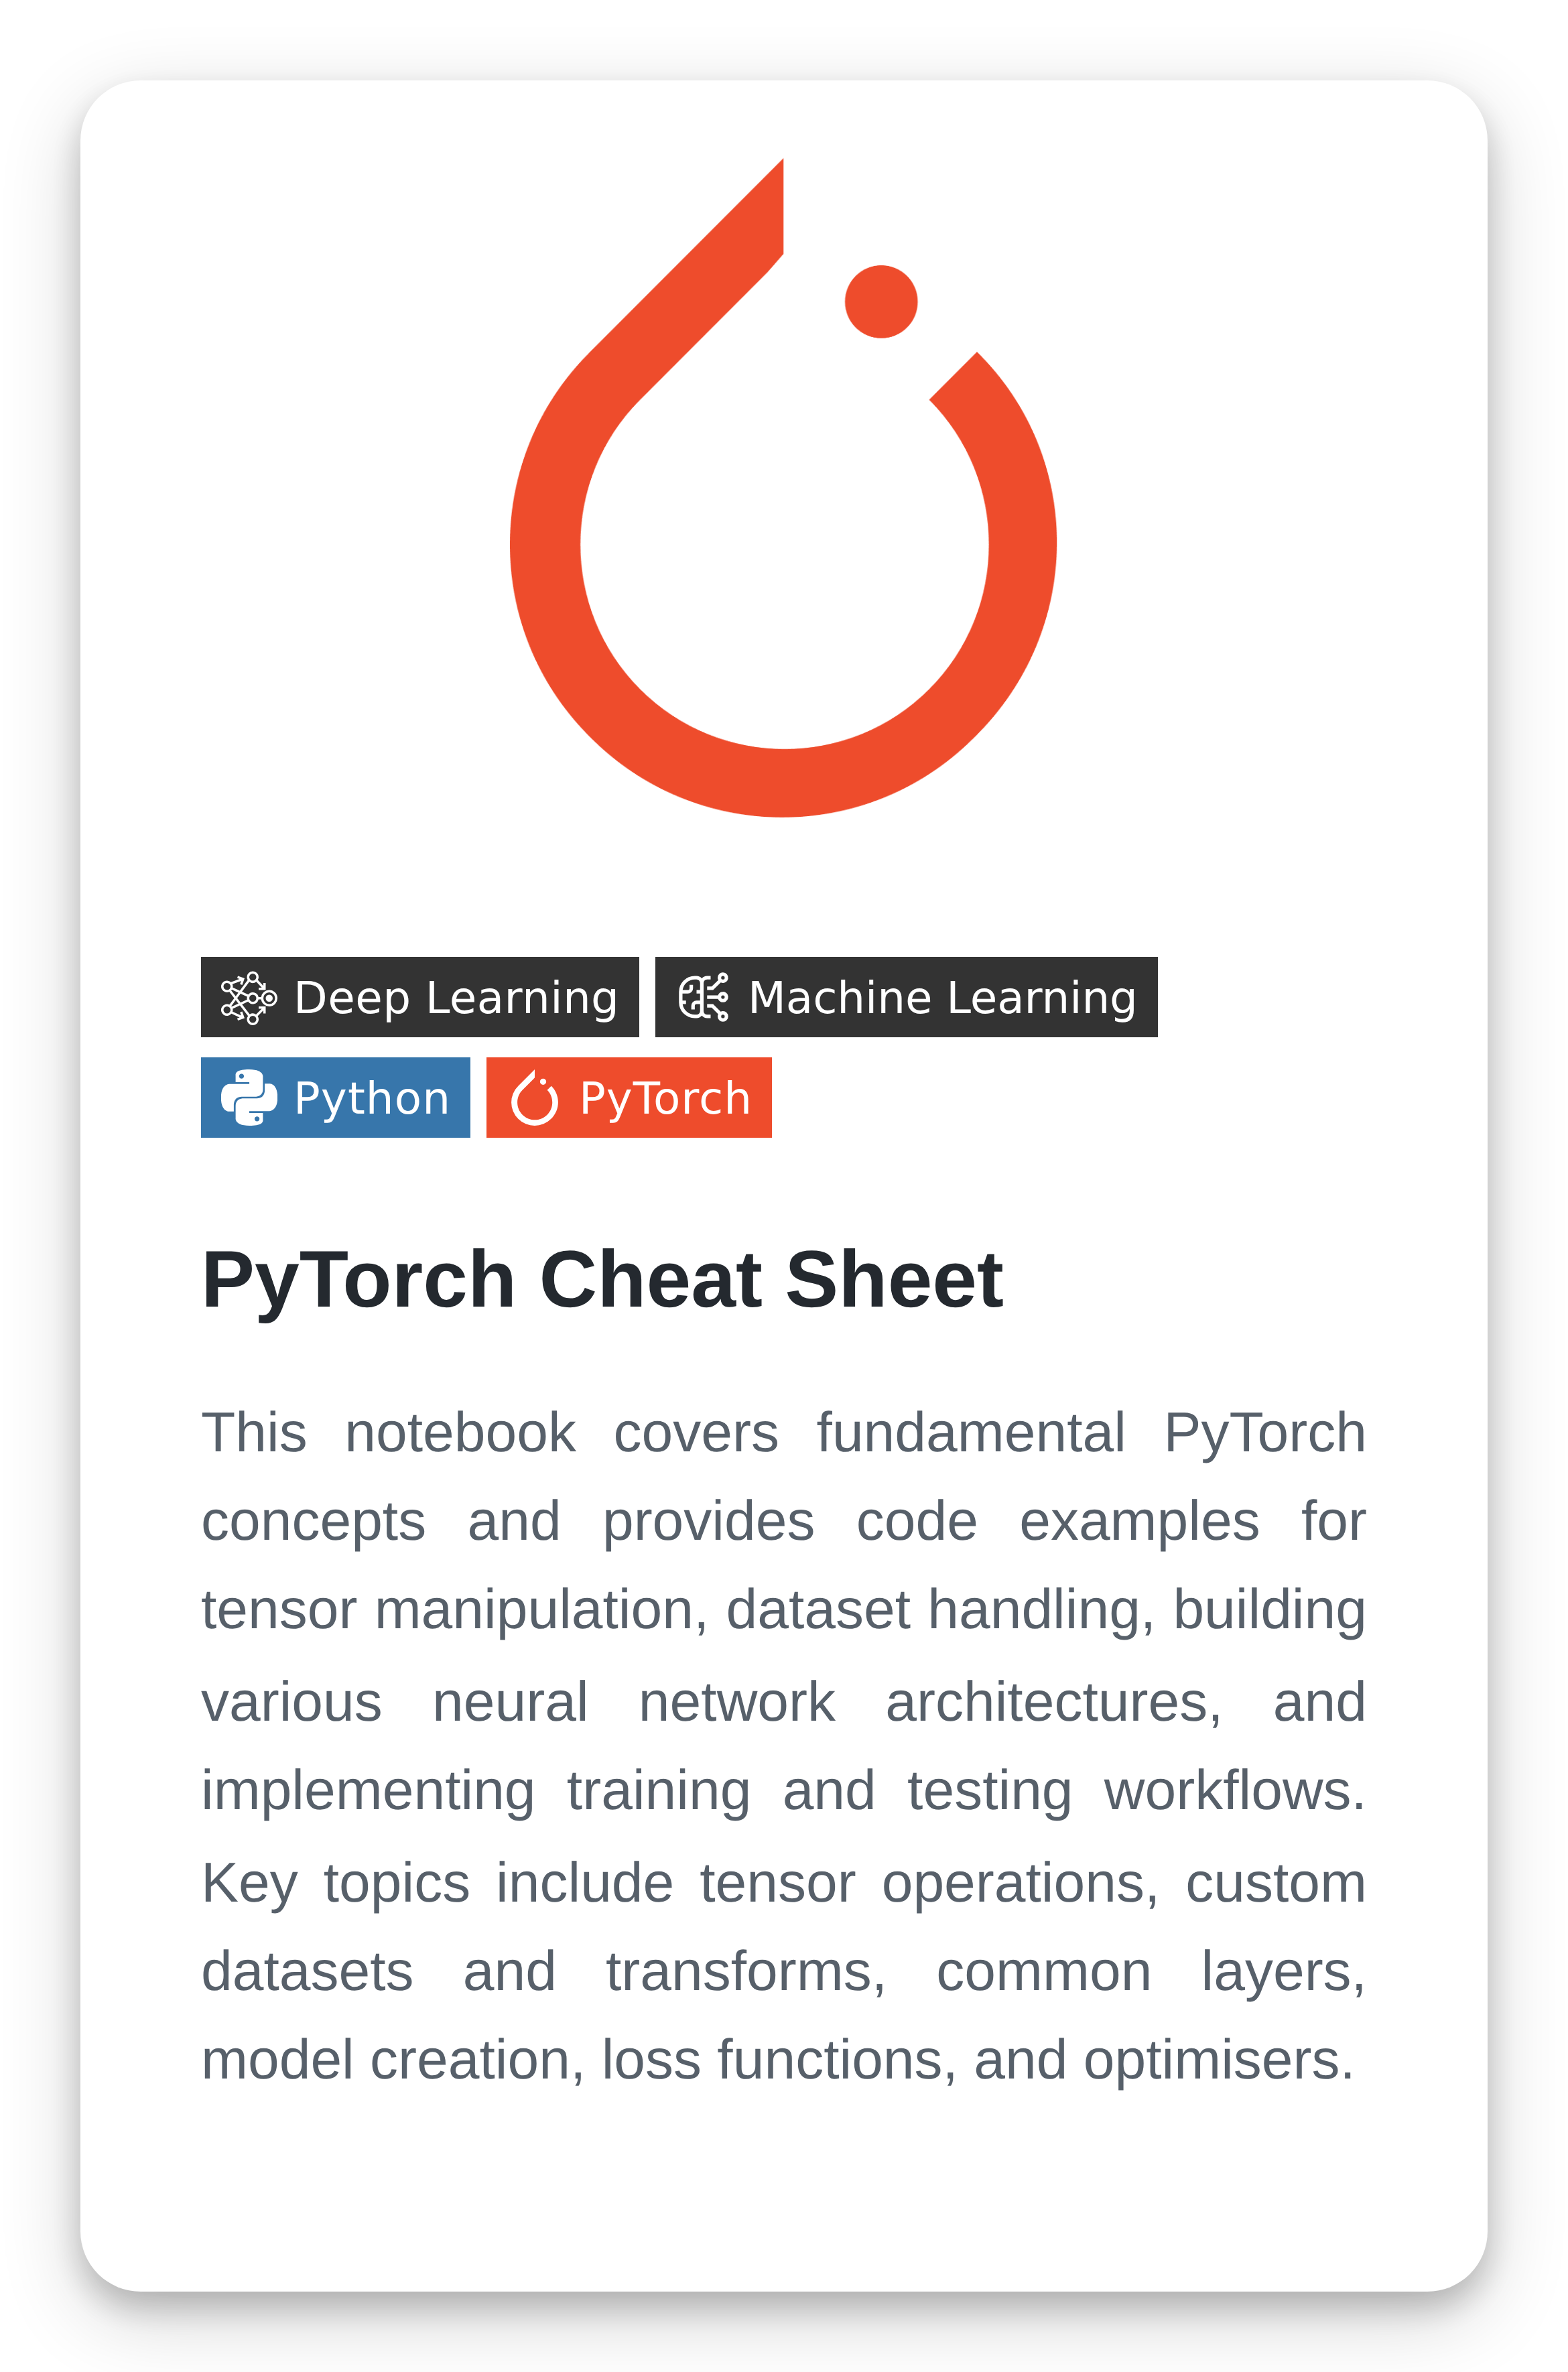 Deep Learning Machine Learning
Python PyTorch
PyTorch Cheat Sheet
This notebook covers fundamental PyTorch
concepts and provides code examples for
tensor manipulation, dataset handling, building
various neural network architectures, and
implementing training and testing workflows.
Key topics include tensor operations, custom
datasets and transforms, common layers,
model creation, loss functions, and optimisers.